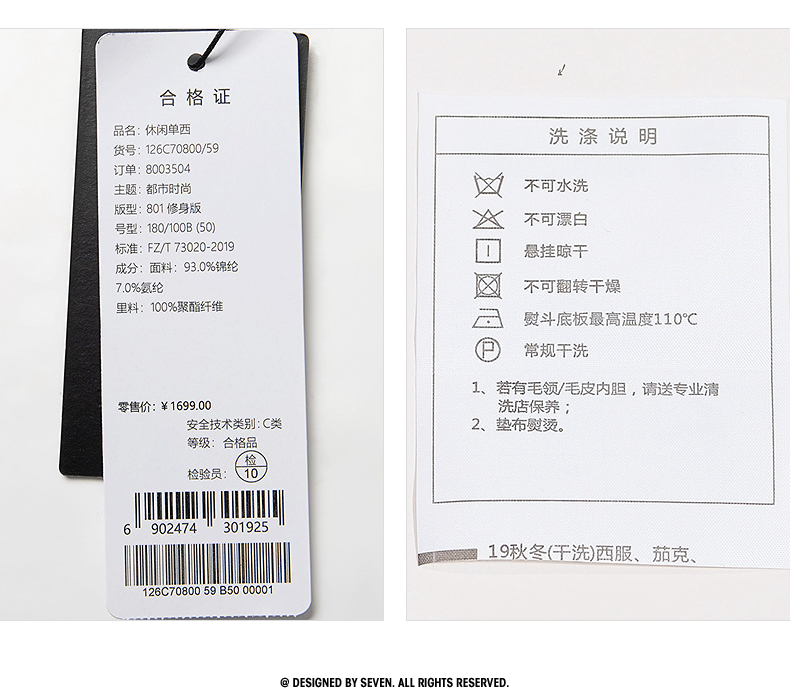 合格证
品名：休闲单西
货号：126C70800/59
订单：8003504
主题：都市时尚
版型：801 修身版
号型：180/100B (50)
标准：FZ/T 73020-2019
成分：面料：93.0%锦纶
7.0%氨纶
里料：100%聚酯纤维
零售价：¥1699.00
安全技术类别：C类
等级：合格品
检验员：检
10
6 902474 301925
126C70800 59 B50 00001
洗涤说明
不可水洗
不可漂白
悬挂晾干
不可翻转干燥
熨斗底板最高温度110℃
P 常规干洗
1、若有毛领/毛皮内胆，请送专业清
洗店保养；
2、垫布熨烫。
19秋冬(干洗)西服、茄克、
@ DESIGNED BY SEVEN. ALL RIGHTS RESERVED.